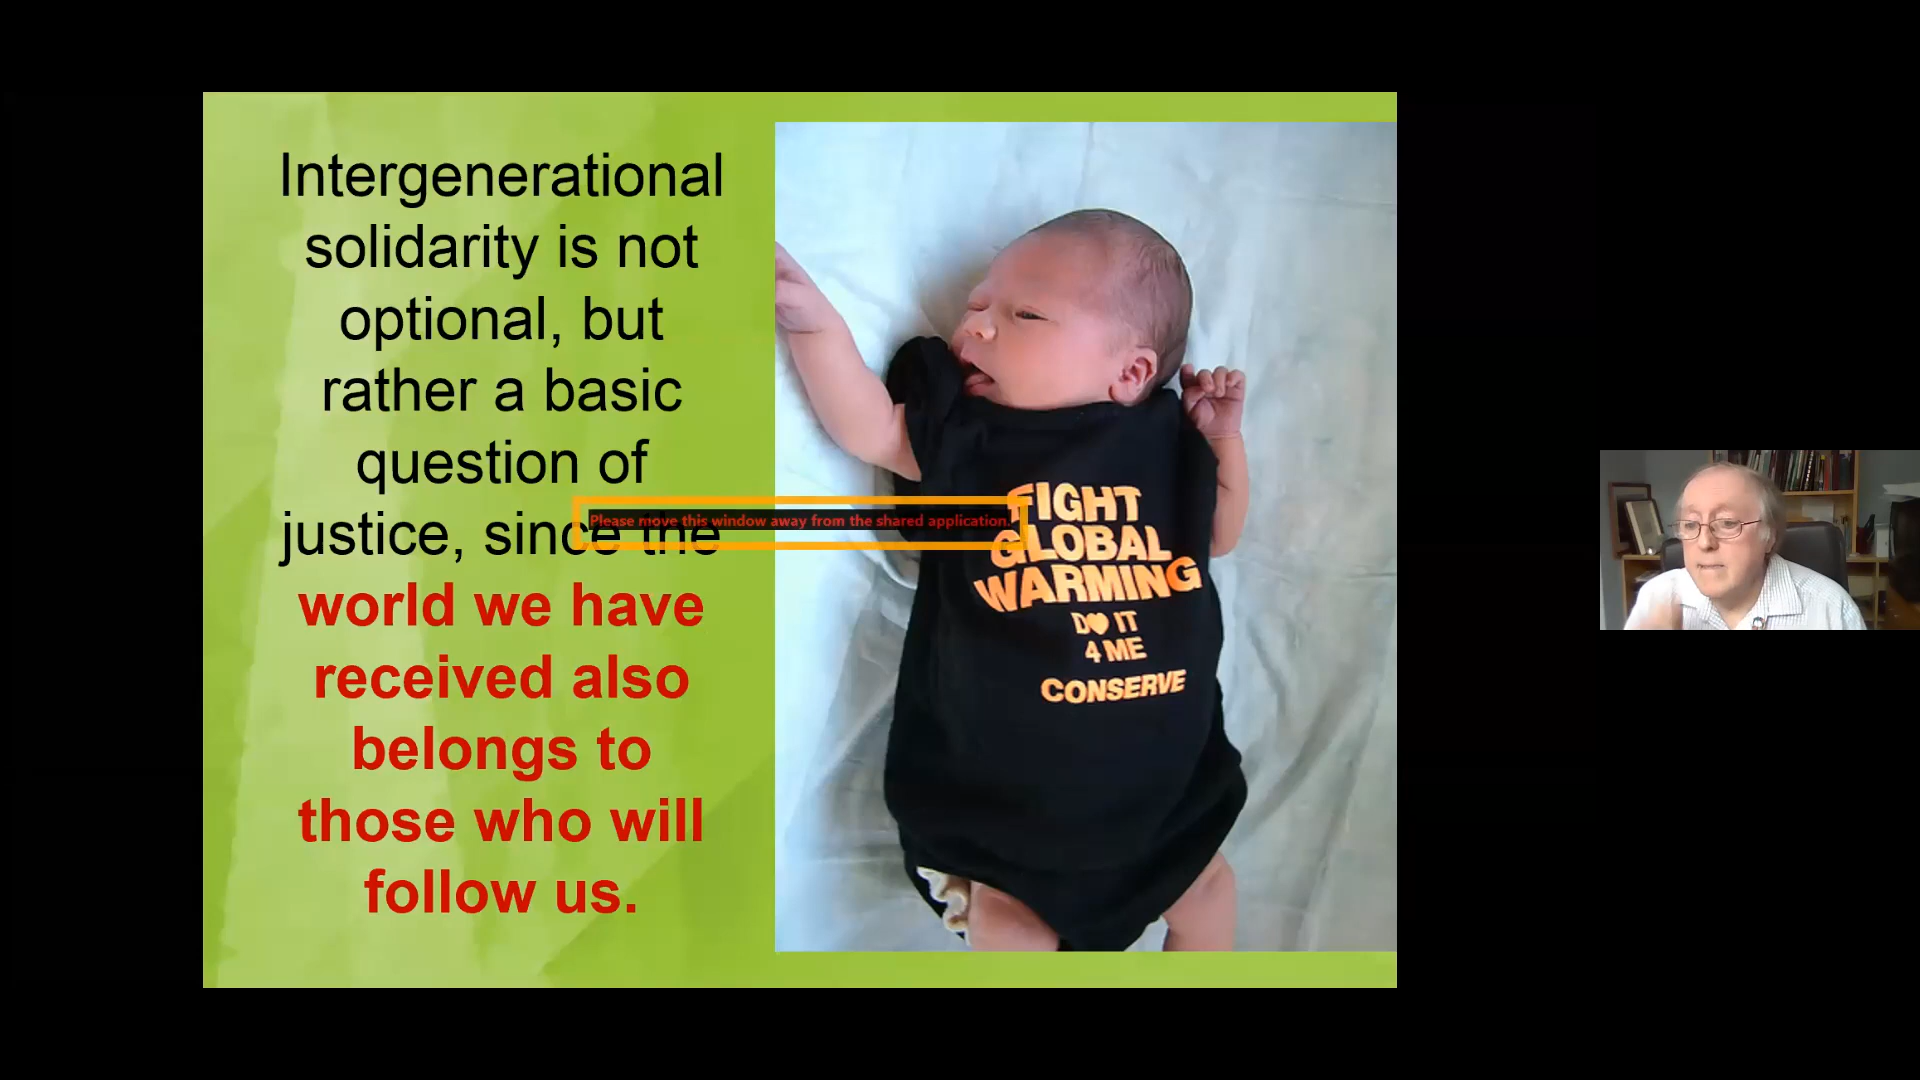 Intergenerational
solidarity is not
optional, but
rather a basic
question of
justice, since the
world we have
received also
belongs to
those who will
follow us.
Please move this window away from the shared application.
FIGHT
GLOBAL
WARMING
D♥ IT
4 ME
CONSERVE